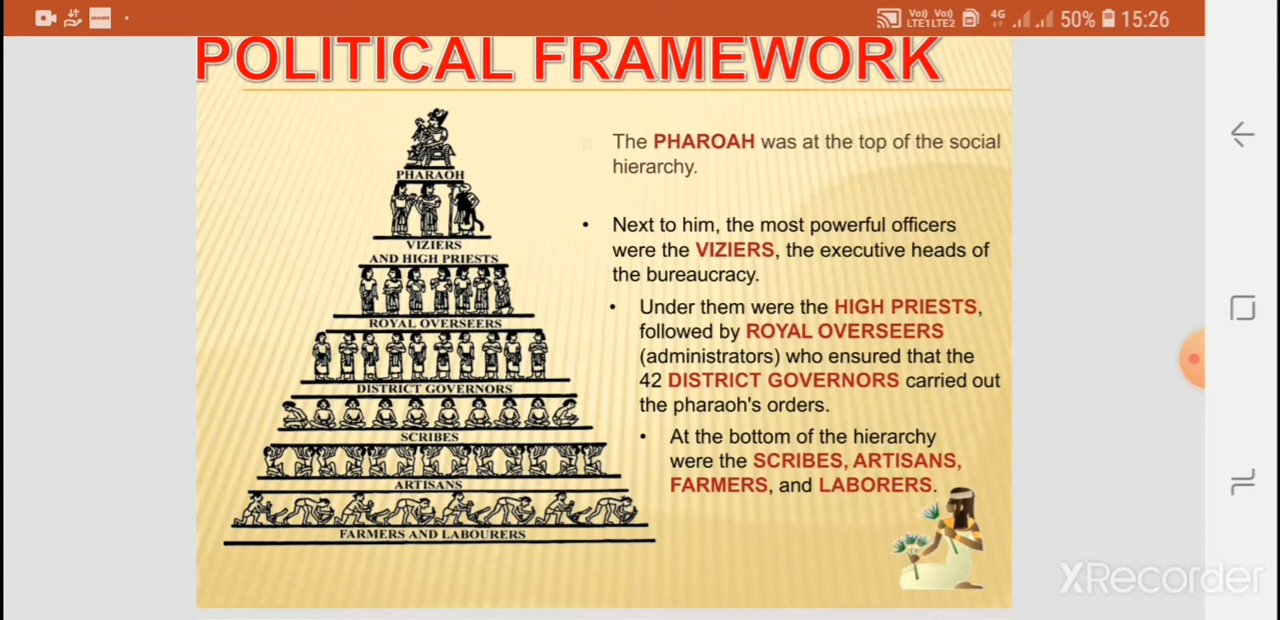 Vo)) Vo)) 4G 50% 15:26
LTE1 LTE2
POLITICAL FRAMEWORK
PHARAOH
VIZIERS
AND HIGH PRIESTS
ROYAL OVERSEERS
DISTRICT GOVERNORS
SCRIBES
ARTISANS
FARMERS AND LABOURERS
The PHAROAH was at the top of the social
hierarchy.
• Next to him, the most powerful officers
were the VIZIERS, the executive heads of
the bureaucracy.
• Under them were the HIGH PRIESTS,
followed by ROYAL OVERSEERS
(administrators) who ensured that the
42 DISTRICT GOVERNORS carried out
the pharaoh's orders.
• At the bottom of the hierarchy
were the SCRIBES, ARTISANS,
FARMERS, and LABORERS.
XRecorder